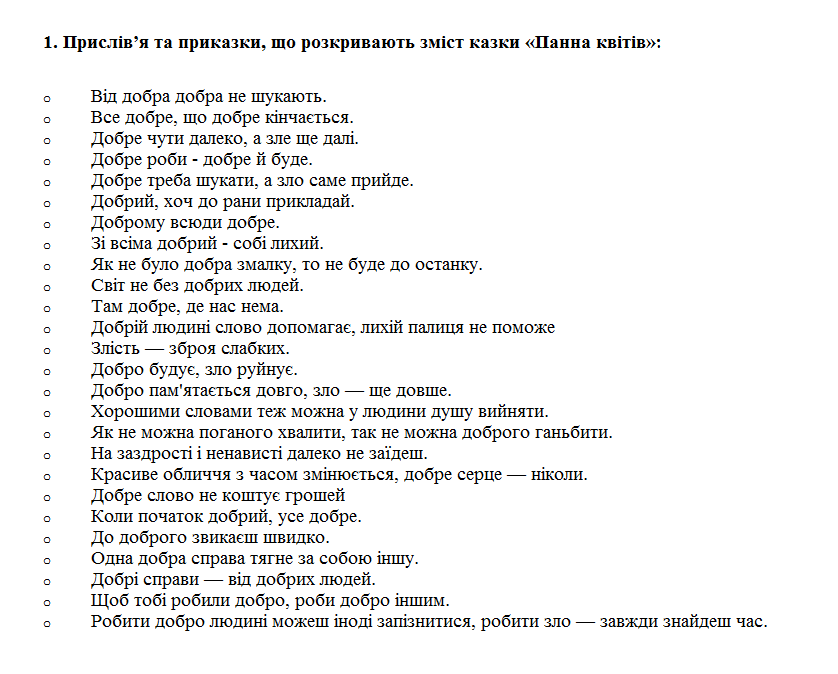 1. Прислів’я та приказки, що розкривають зміст казки «Панна квітів»:
o Від добра добра не шукають.
o Все добре, що добре кінчається.
o Добре чути далеко, а зле ще далі.
o Добре роби - добре й буде.
o Добре треба шукати, а зло саме прийде.
o Добрий, хоч до рани прикладай.
o Доброму всюди добре.
o Зі всіма добрий - собі лихий.
o Як не було добра змалку, то не буде до останку.
o Світ не без добрих людей.
o Там добре, де нас нема.
o Добрій людині слово допомагає, лихій палиця не поможе
o Злість — зброя слабких.
o Добро будує, зло руйнує.
o Добро пам'ятається довго, зло — ще довше.
o Хорошими словами теж можна у людини душу вийняти.
o Як не можна поганого хвалити, так не можна доброго ганьбити.
o На заздрості і ненависті далеко не заїдеш.
o Красиве обличчя з часом змінюється, добре серце — ніколи.
o Добре слово не коштує грошей
o Коли початок добрий, усе добре.
o До доброго звикаєш швидко.
o Одна добра справа тягне за собою іншу.
o Добрі справи — від добрих людей.
o Щоб тобі робили добро, роби добро іншим.
o Робити добро людині можеш іноді запізнитися, робити зло — завжди знайдеш час.